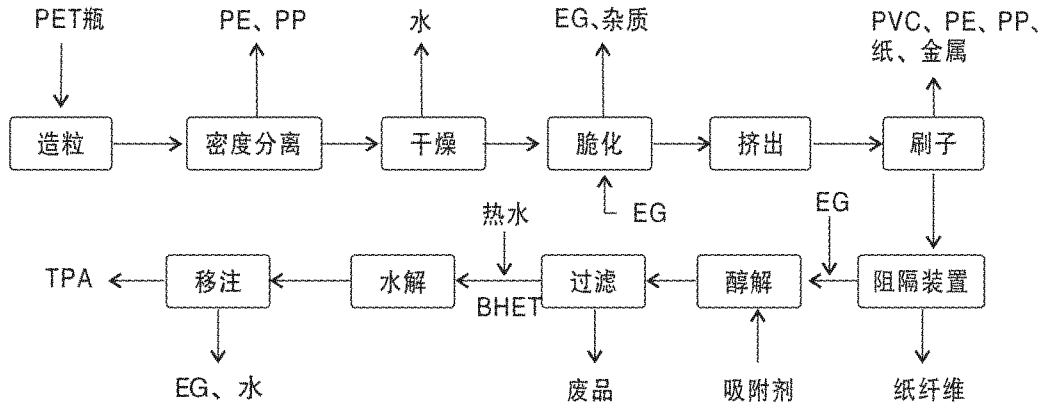 PET瓶
PE、PP
水
EG、杂质
PVC、PE、PP、
纸、金属
造粒
密度分离
干燥
脆化
挤出
刷子
热水
EG
EG
TPA
移注
水解
BHET
过滤
醇解
阻隔装置
EG、水
废品
吸附剂
纸纤维